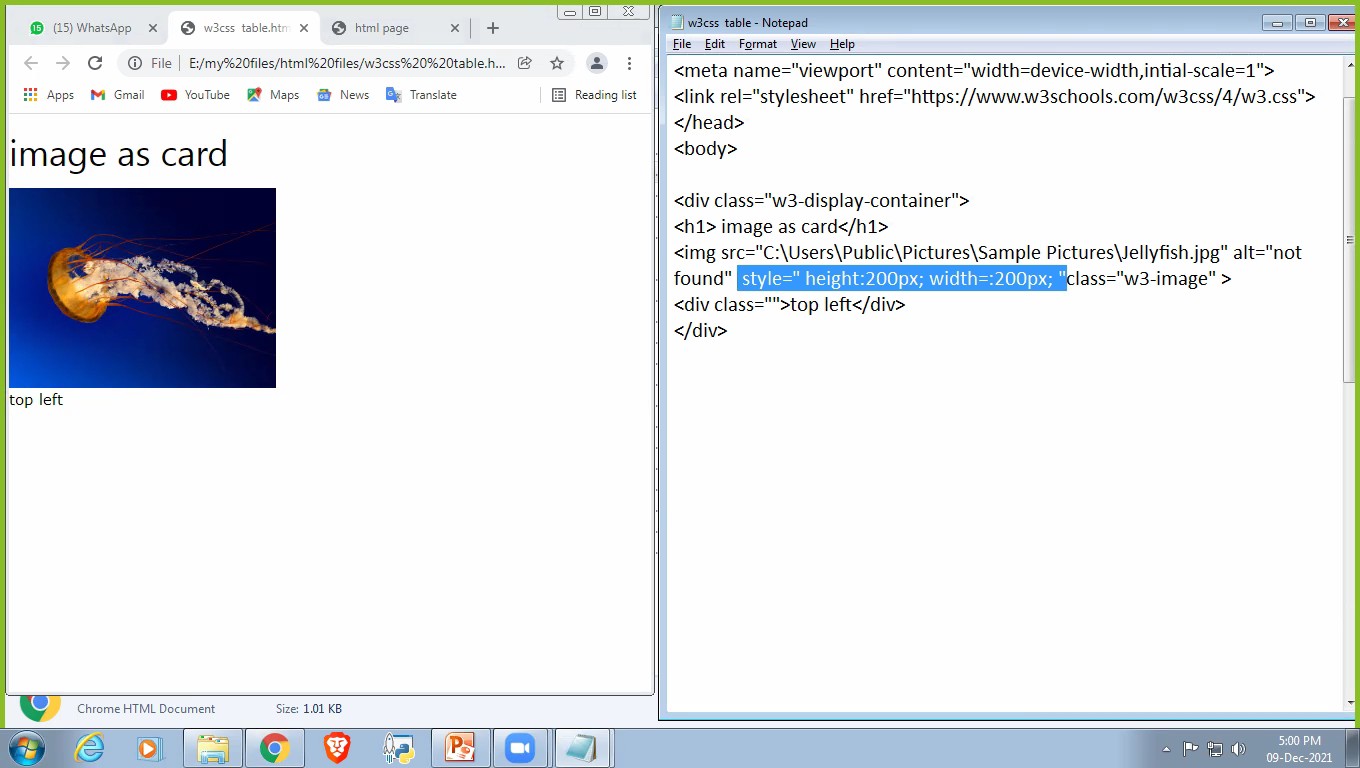 (15) WhatsApp
w3css table.htm
html page
File
E:/my%20files/html%20files/w3css%20%20table.h...
Apps
Gmail
YouTube
Maps
News
Translate
Reading list
image as card
top left
Chrome HTML Document
Size: 1.01 KB
w3css table - Notepad
File Edit Format View Help
<meta name="viewport" content="width=device-width,intial-scale=1">
<link rel="stylesheet" href="https://www.w3schools.com/w3css/4/w3.css">
</head>
<body>
<div class="w3-display-container">
<h1> image as card</h1>
<img src="C:\Users\Public\Pictures\Sample Pictures\Jellyfish.jpg" alt="not
found" style=" height:200px; width=:200px; "class="w3-image" >
<div class="">top left</div>
</div>
5:00 PM
09-Dec-2021